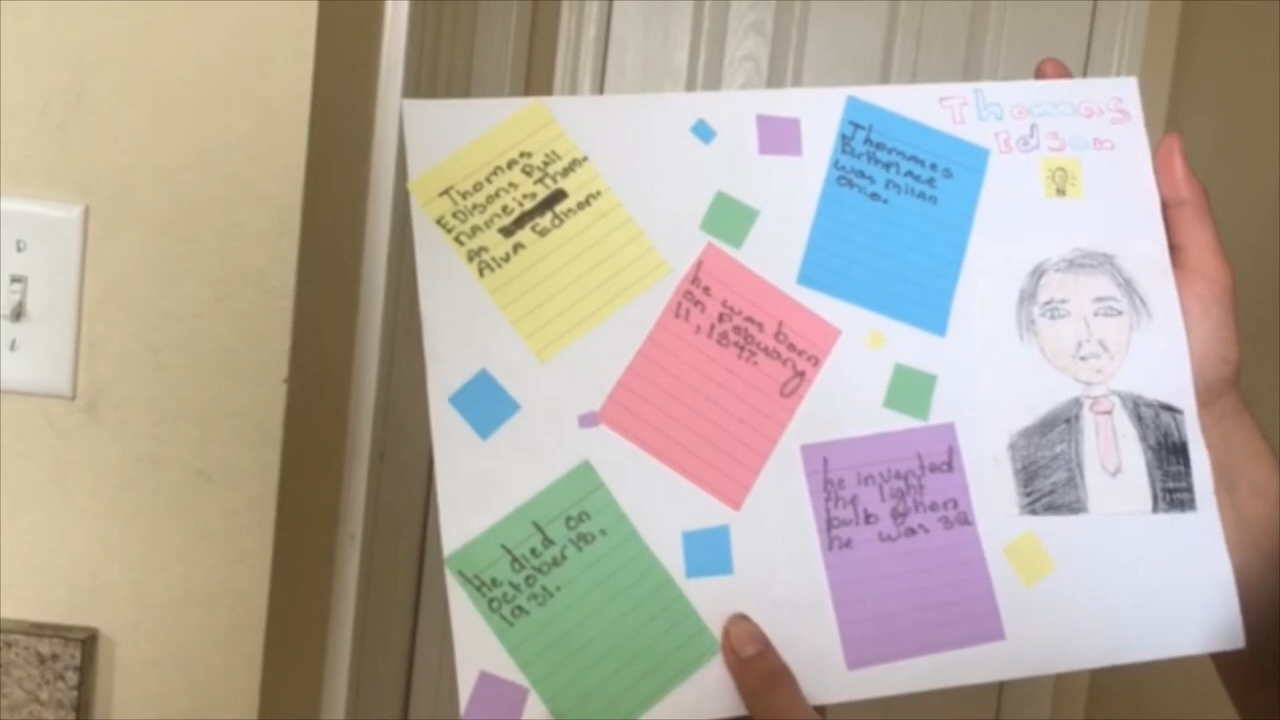 Thomas
Edson
Thomas
Edisons full
name is Thom-
as
Alva Edison.
Thommes
Birthplace
was milan
ohio.
he was born
on Febuary
11, 1847.
He died on
october 18,
1931.
he invented
the light
bulb when
he was 32